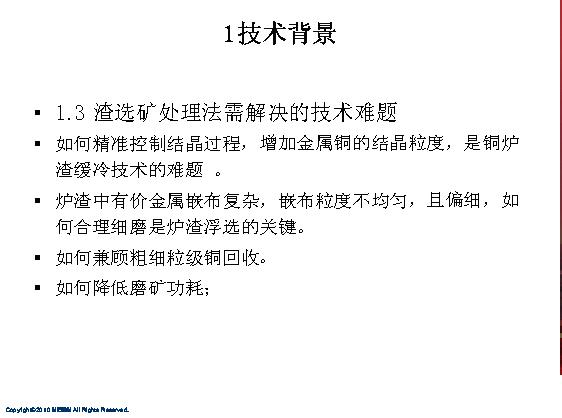 1技术背景
▪ 1.3 渣选矿处理法需解决的技术难题
▪ 如何精准控制结晶过程，增加金属铜的结晶粒度，是铜炉
渣缓冷技术的难题 。
▪ 炉渣中有价金属嵌布复杂，嵌布粒度不均匀，且偏细，如
何合理细磨是炉渣浮选的关键。
▪ 如何兼顾粗细粒级铜回收。
▪ 如何降低磨矿功耗；
Copyright©2010 All Rights Reserved.